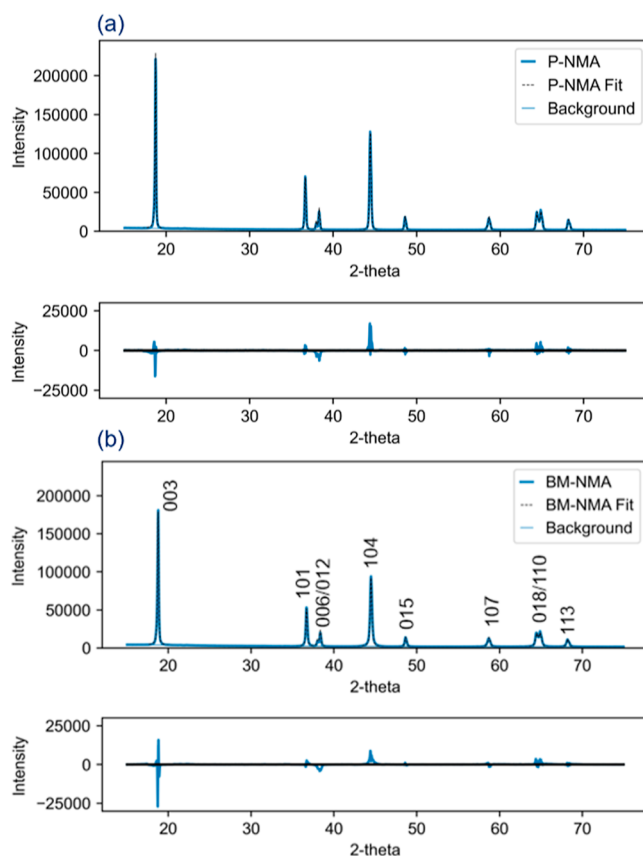 (a)
P-NMA
P-NMA Fit
Background
Intensity
200000
150000
100000
50000
0
20 30 40 50 60 70
2-theta
Intensity
25000
0
−25000
20 30 40 50 60 70
2-theta
(b)
BM-NMA
BM-NMA Fit
Background
Intensity
200000
150000
100000
50000
0
003
101
006/012
104
015
107
018/110
113
20 30 40 50 60 70
2-theta
Intensity
25000
0
−25000
20 30 40 50 60 70
2-theta